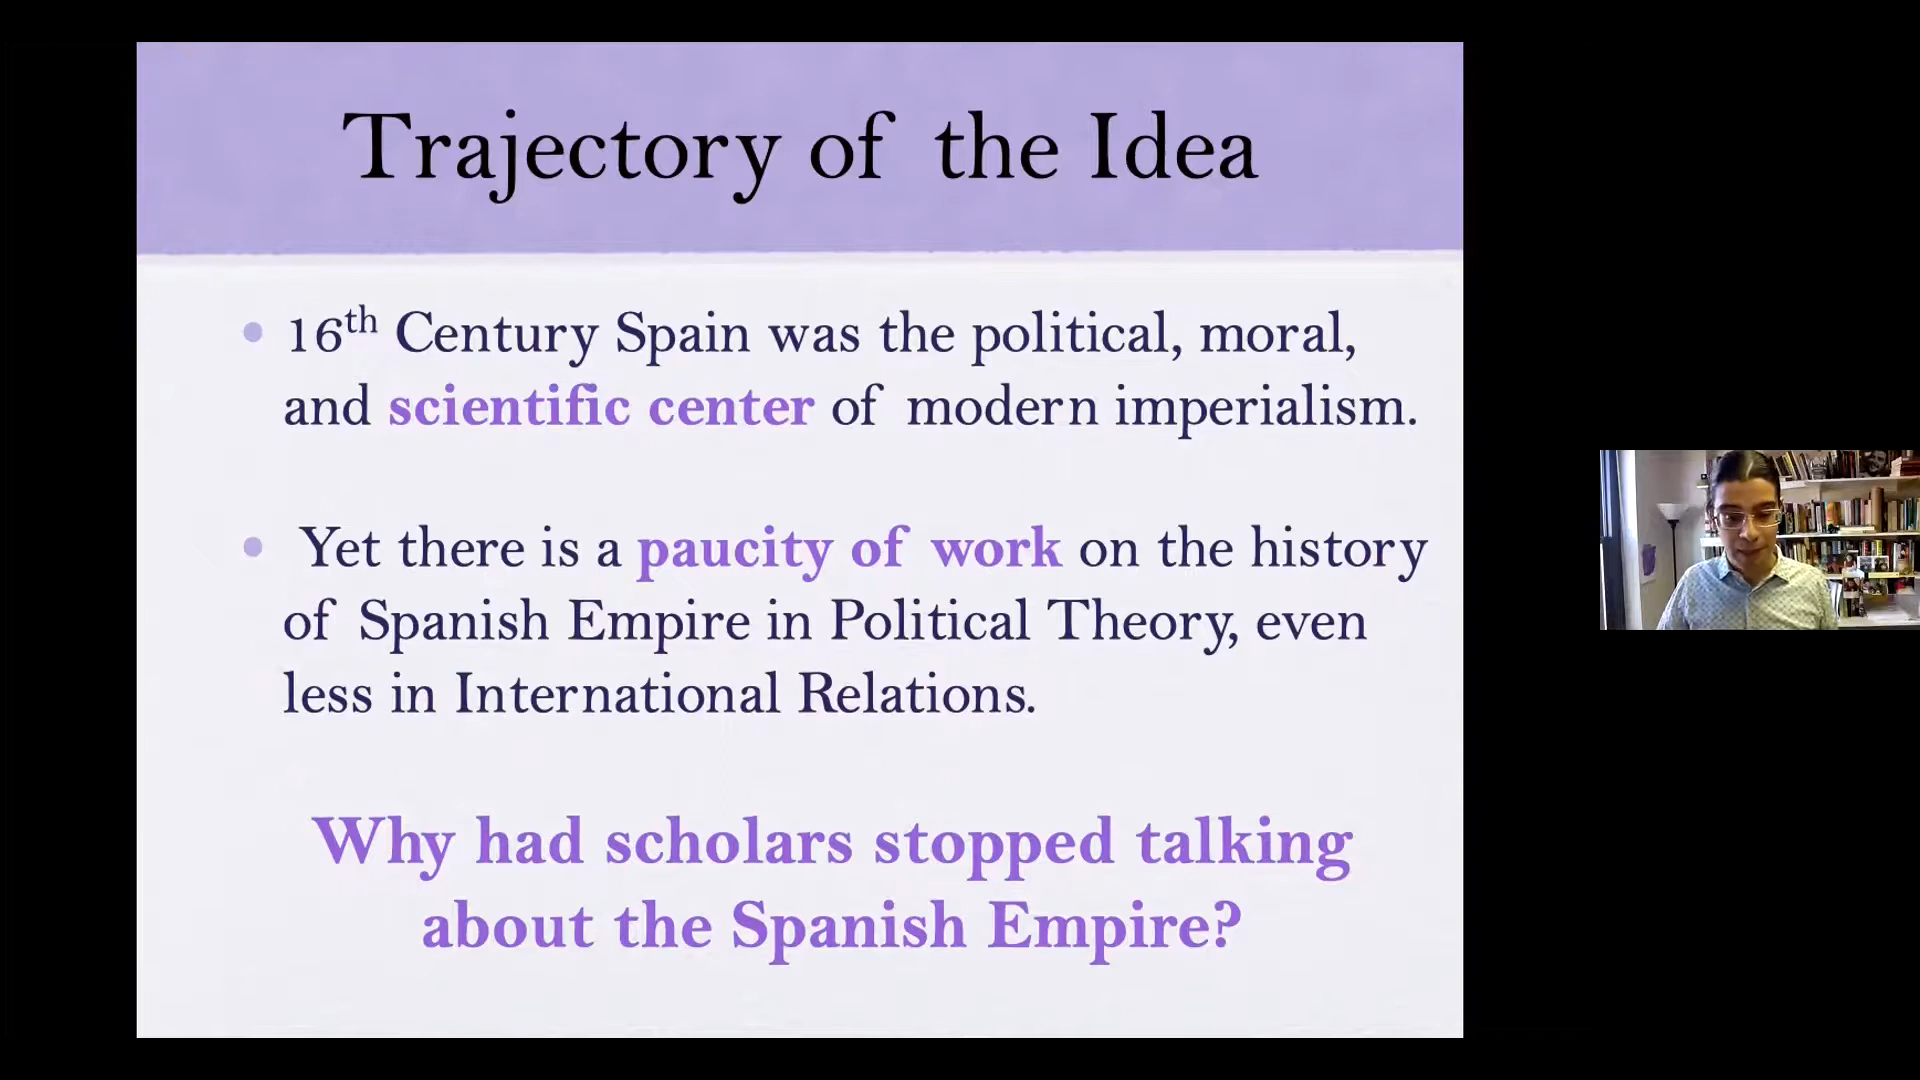 Trajectory of the Idea
• 16th Century Spain was the political, moral,
and scientific center of modern imperialism.
• Yet there is a paucity of work on the history
of Spanish Empire in Political Theory, even
less in International Relations.
Why had scholars stopped talking
about the Spanish Empire?